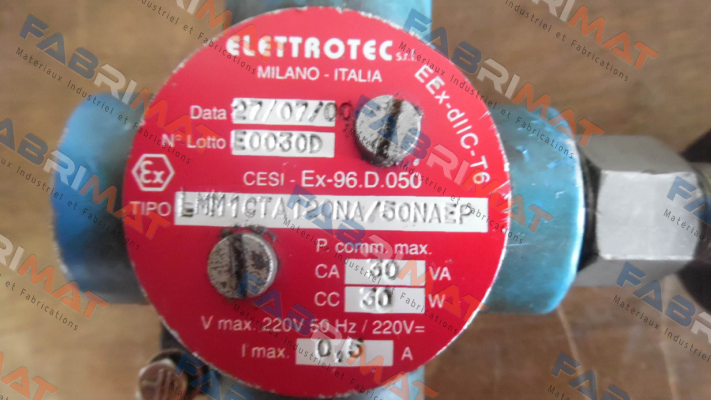 ELETTROTEC s.r.l.
MILANO - ITALIA
EEx-dIIC-T6
Data 27/07/00
N° Lotto E0030D
Ex
CESI - Ex-96.D.050
TIPO LMM1GTA120NA/50NAEP
P. comm. max.
CA 30 VA
CC 30 W
V max. 220V 50 Hz / 220V=
I max. 0,5 A
FABRIMAT
Materiaux Industriel et Fabrications